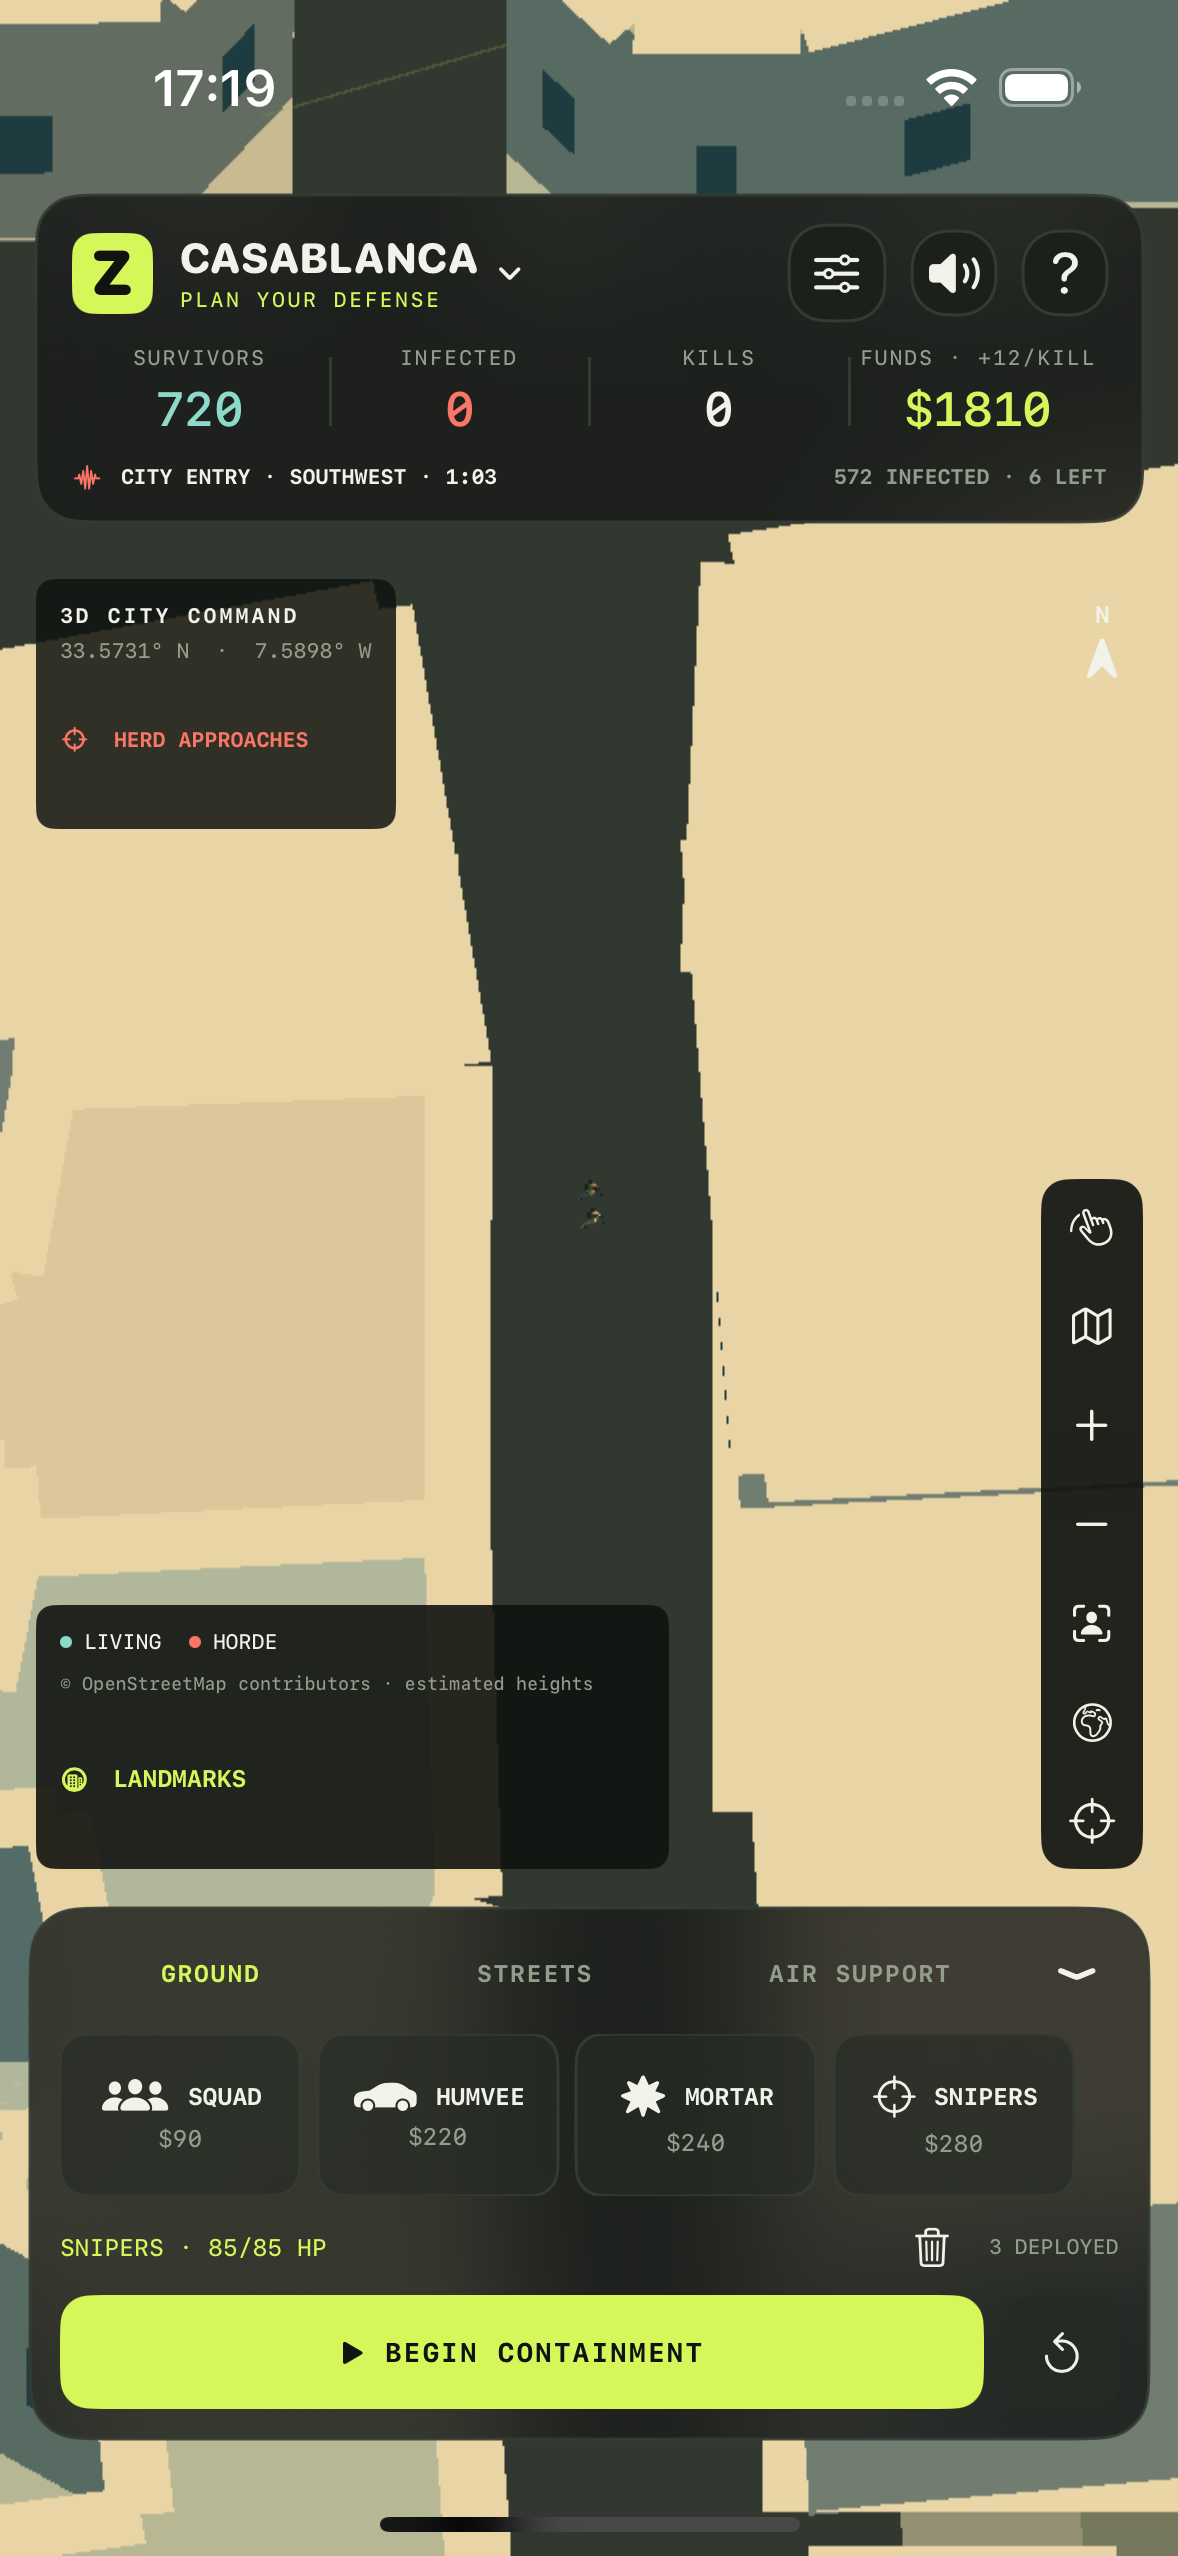 17:19
Z
CASABLANCA
PLAN YOUR DEFENSE
?
SURVIVORS INFECTED KILLS FUNDS · +12/KILL
720 0 0 $1810
CITY ENTRY · SOUTHWEST · 1:03 572 INFECTED · 6 LEFT
3D CITY COMMAND
33.5731° N · 7.5898° W
N
HERD APPROACHES
LIVING HORDE
© OpenStreetMap contributors · estimated heights
LANDMARKS
GROUND STREETS AIR SUPPORT
SQUAD HUMVEE MORTAR SNIPERS
$90 $220 $240 $280
SNIPERS · 85/85 HP 3 DEPLOYED
BEGIN CONTAINMENT